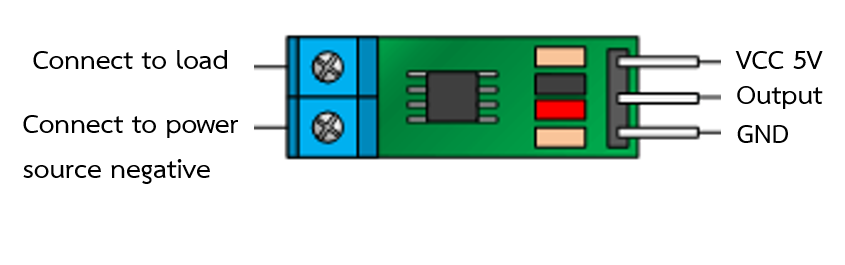 Connect to load
Connect to power
source negative
VCC 5V
Output
GND